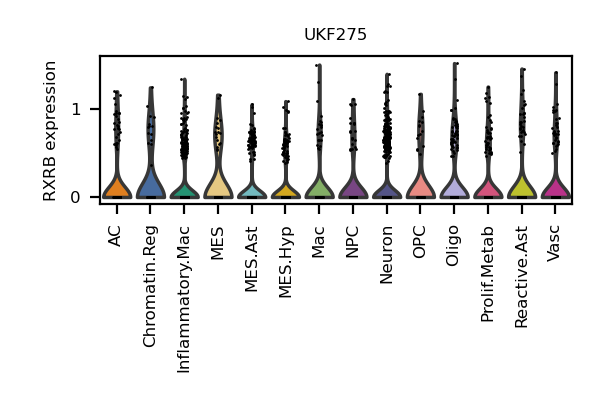 UKF275
RXRB expression
1
0
AC
Chromatin.Reg
Inflammatory.Mac
MES
MES.Ast
MES.Hyp
Mac
NPC
Neuron
OPC
Oligo
Prolif.Metab
Reactive.Ast
Vasc